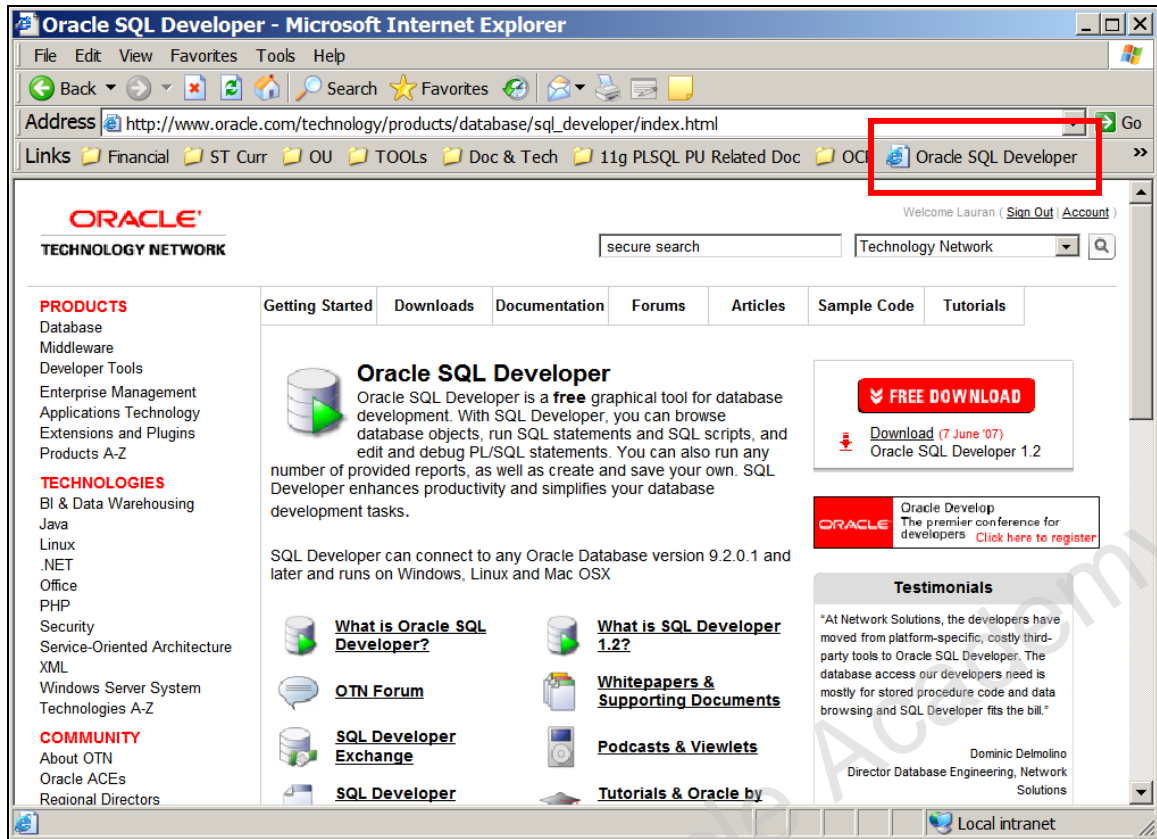 Oracle SQL Developer - Microsoft Internet Explorer
File Edit View Favorites Tools Help
Back Search Favorites
Address http://www.oracle.com/technology/products/database/sql_developer/index.html Go
Links Financial ST Curr OU TOOLs Doc & Tech 11g PLSQL PU Related Doc Oracle SQL Developer »
ORACLE'
TECHNOLOGY NETWORK
Welcome Lauran ( Sign Out | Account )
secure search Technology Network
PRODUCTS
Database
Middleware
Developer Tools
Enterprise Management
Applications Technology
Extensions and Plugins
Products A-Z
TECHNOLOGIES
BI & Data Warehousing
Java
Linux
.NET
Office
PHP
Security
Service-Oriented Architecture
XML
Windows Server System
Technologies A-Z
COMMUNITY
About OTN
Oracle ACEs
Regional Directors
Getting Started Downloads Documentation Forums Articles Sample Code Tutorials
Oracle SQL Developer
Oracle SQL Developer is a free graphical tool for database
development. With SQL Developer, you can browse
database objects, run SQL statements and SQL scripts, and
edit and debug PL/SQL statements. You can also run any
number of provided reports, as well as create and save your own. SQL
Developer enhances productivity and simplifies your database
development tasks.
SQL Developer can connect to any Oracle Database version 9.2.0.1 and
later and runs on Windows, Linux and Mac OSX
What is Oracle SQL
Developer?
What is SQL Developer
1.2?
OTN Forum
Whitepapers &
Supporting Documents
SQL Developer
Exchange
Podcasts & Viewlets
SQL Developer
Tutorials & Oracle by
FREE DOWNLOAD
Download (7 June '07)
Oracle SQL Developer 1.2
ORACLE
Oracle Develop
The premier conference for
developers Click here to register
Testimonials
"At Network Solutions, the developers have
moved from platform-specific, costly third-
party tools to Oracle SQL Developer. The
database access our developers need is
mostly for stored procedure code and data
browsing and SQL Developer fits the bill."
Dominic Delmolino
Director Database Engineering, Network
Solutions
Local intranet
Academy